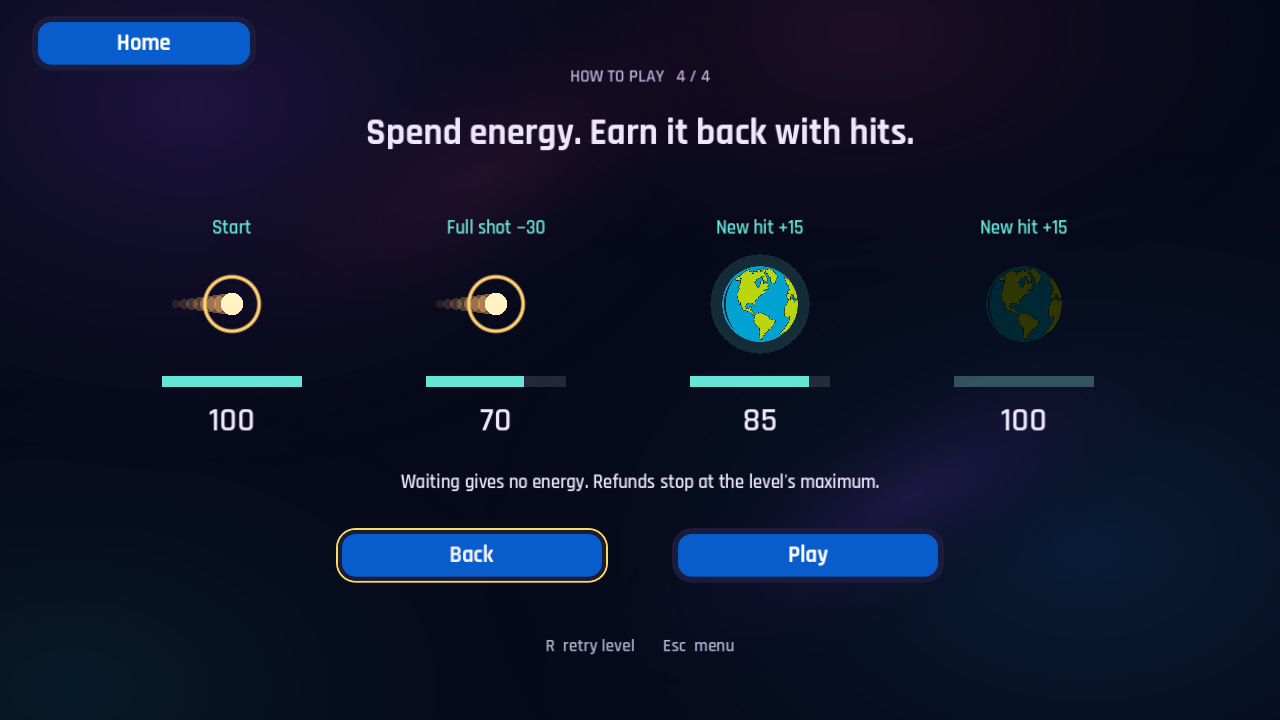 Home
HOW TO PLAY 4 / 4
Spend energy. Earn it back with hits.
Start
Full shot −30
New hit +15
New hit +15
100
70
85
100
Waiting gives no energy. Refunds stop at the level's maximum.
Back
Play
R retry level Esc menu